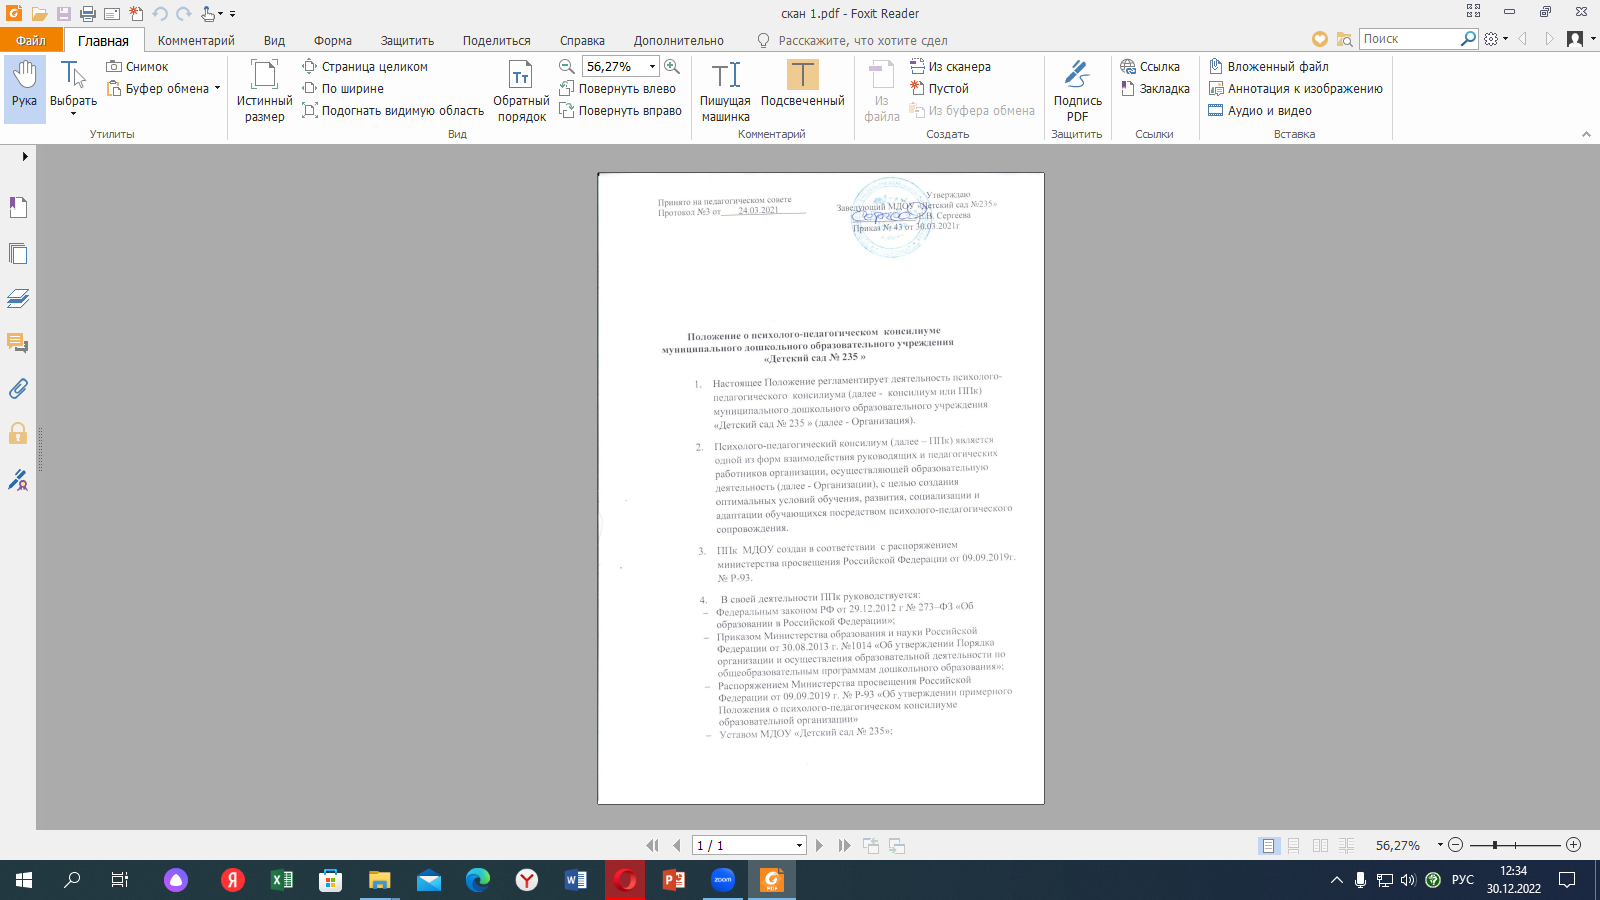 скан 1.pdf - Foxit Reader
Файл Главная Комментарий Вид Форма Защитить Поделиться Справка Дополнительно Расскажите, что хотите сдел Поиск
Рука
Выбрать
Снимок
Буфер обмена
Утилиты
Истинный размер
Страница целиком
По ширине
Подогнать видимую область
Обратный порядок
56,27%
Повернуть влево
Повернуть вправо
Вид
Пишущая машинка
Подсвеченный
Комментарий
Из файла
Из сканера
Пустой
Из буфера обмена
Создать
Подпись PDF
Защитить
Ссылка
Закладка
Ссылки
Вложенный файл
Аннотация к изображению
Аудио и видео
Вставка
Принято на педагогическом совете
Протокол №3 от 24.03.2021
Утверждаю
Заведующий МДОУ «Детский сад №235»
В. Сергеева
Приказ № 43 от 30.03.2021г
Положение о психолого-педагогическом консилиуме
муниципального дошкольного образовательного учреждения
«Детский сад № 235 »
1. Настоящее Положение регламентирует деятельность психолого-
педагогического консилиума (далее - консилиум или ППк)
муниципального дошкольного образовательного учреждения
«Детский сад № 235 » (далее - Организация).
2. Психолого-педагогический консилиум (далее – ППк) является
одной из форм взаимодействия руководящих и педагогических
работников организации, осуществляющей образовательную
деятельность (далее - Организации), с целью создания
оптимальных условий обучения, развития, социализации и
адаптации обучающихся посредством психолого-педагогического
сопровождения.
3. ППк МДОУ создан в соответствии с распоряжением
министерства просвещения Российской Федерации от 09.09.2019г.
№ Р-93.
4. В своей деятельности ППк руководствуется:
– Федеральным законом РФ от 29.12.2012 г № 273–ФЗ «Об
образовании в Российской Федерации»;
– Приказом Министерства образования и науки Российской
Федерации от 30.08.2013 г. №1014 «Об утверждении Порядка
организации и осуществления образовательной деятельности по
общеобразовательным программам дошкольного образования»;
– Распоряжением Министерства просвещения Российской
Федерации от 09.09.2019 г. № Р-93 «Об утверждении примерного
Положения о психолого-педагогическом консилиуме
образовательной организации»
– Уставом МДОУ «Детский сад № 235»;
1 / 1
56,27%
zoom
PDF
РУС
12:34
30.12.2022